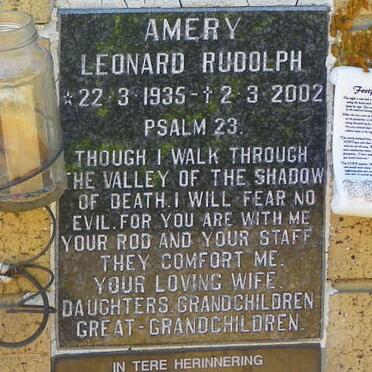 AMERY
LEONARD RUDOLPH
* 22·3·1935 - † 2·3·2002
PSALM 23.
THOUGH I WALK THROUGH
THE VALLEY OF THE SHADOW
OF DEATH. I WILL FEAR NO
EVIL. FOR YOU ARE WITH ME
YOUR ROD AND YOUR STAFF
THEY COMFORT ME.
YOUR LOVING WIFE.
DAUGHTERS. GRANDCHILDREN.
GREAT-GRANDCHILDREN.
IN TERE HERINNERING